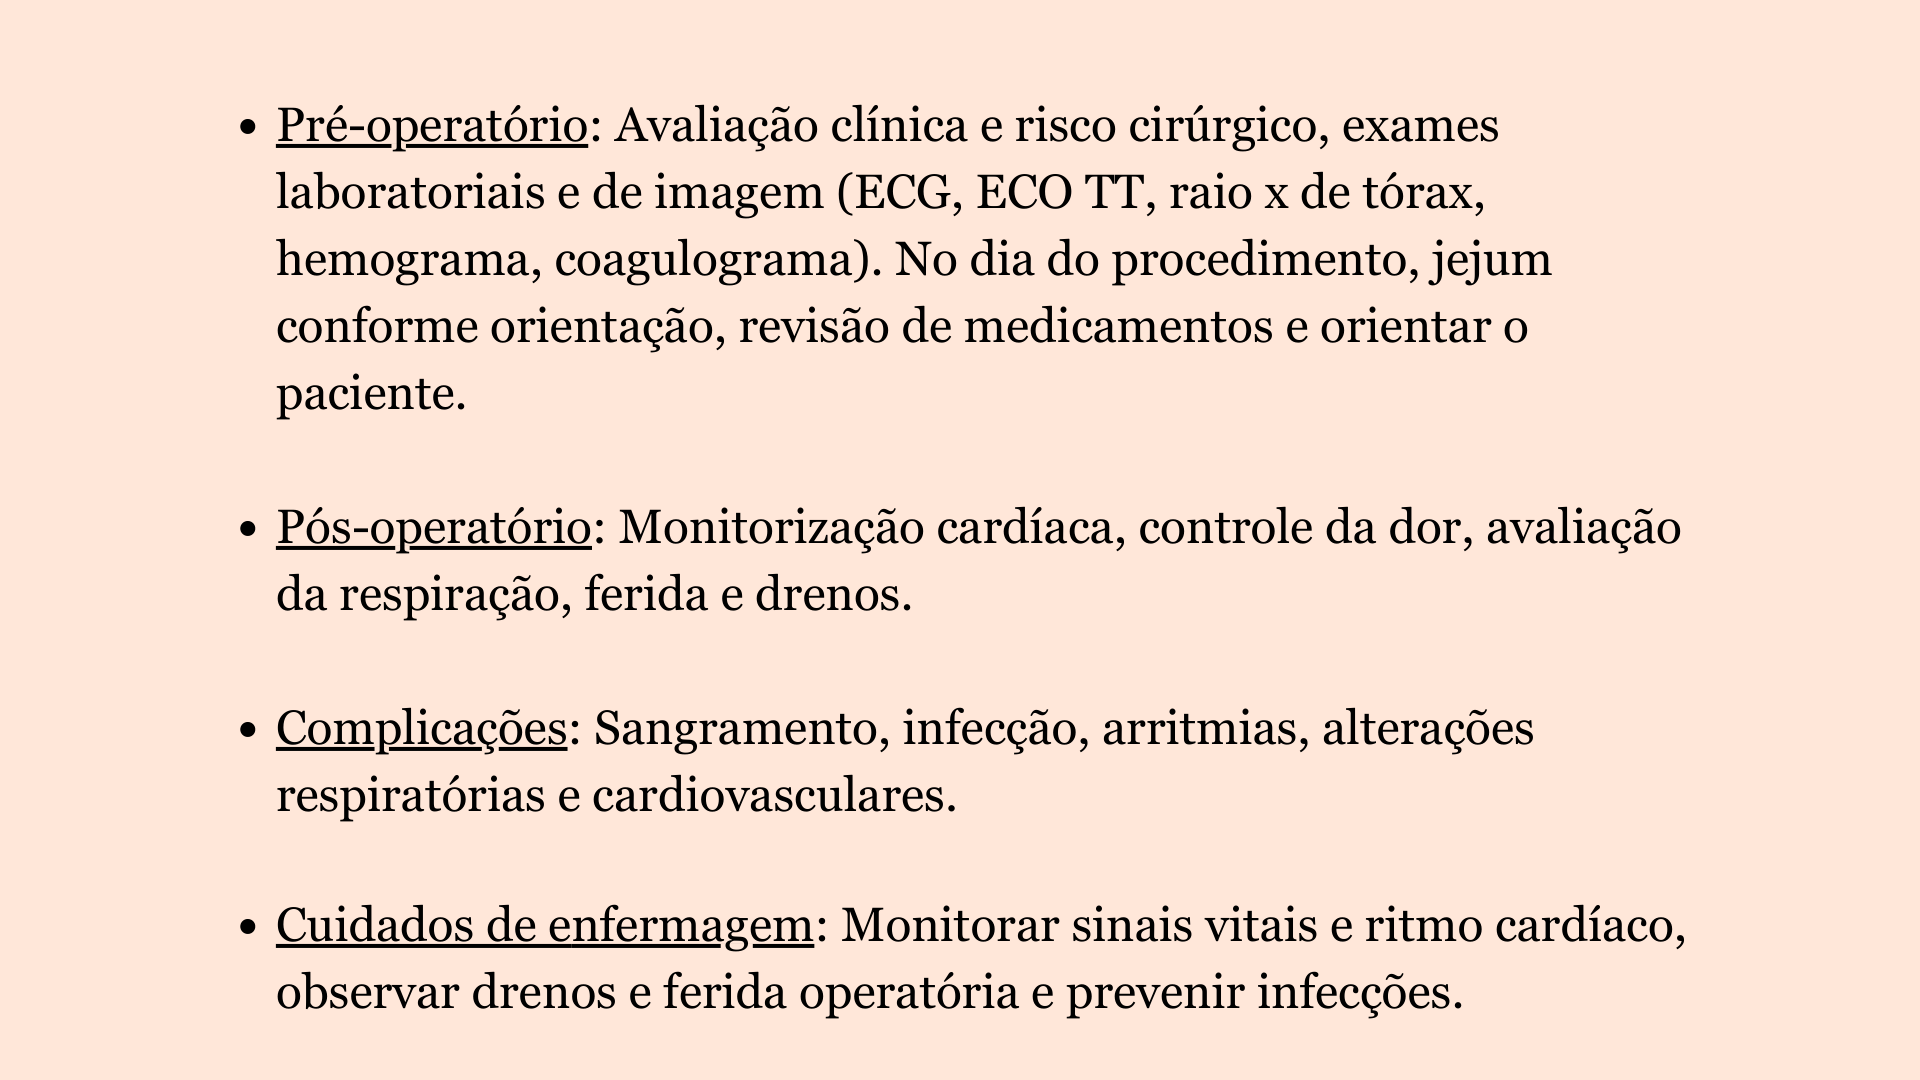 • Pré-operatório: Avaliação clínica e risco cirúrgico, exames
laboratoriais e de imagem (ECG, ECO TT, raio x de tórax,
hemograma, coagulograma). No dia do procedimento, jejum
conforme orientação, revisão de medicamentos e orientar o
paciente.
• Pós-operatório: Monitorização cardíaca, controle da dor, avaliação
da respiração, ferida e drenos.
• Complicações: Sangramento, infecção, arritmias, alterações
respiratórias e cardiovasculares.
• Cuidados de enfermagem: Monitorar sinais vitais e ritmo cardíaco,
observar drenos e ferida operatória e prevenir infecções.